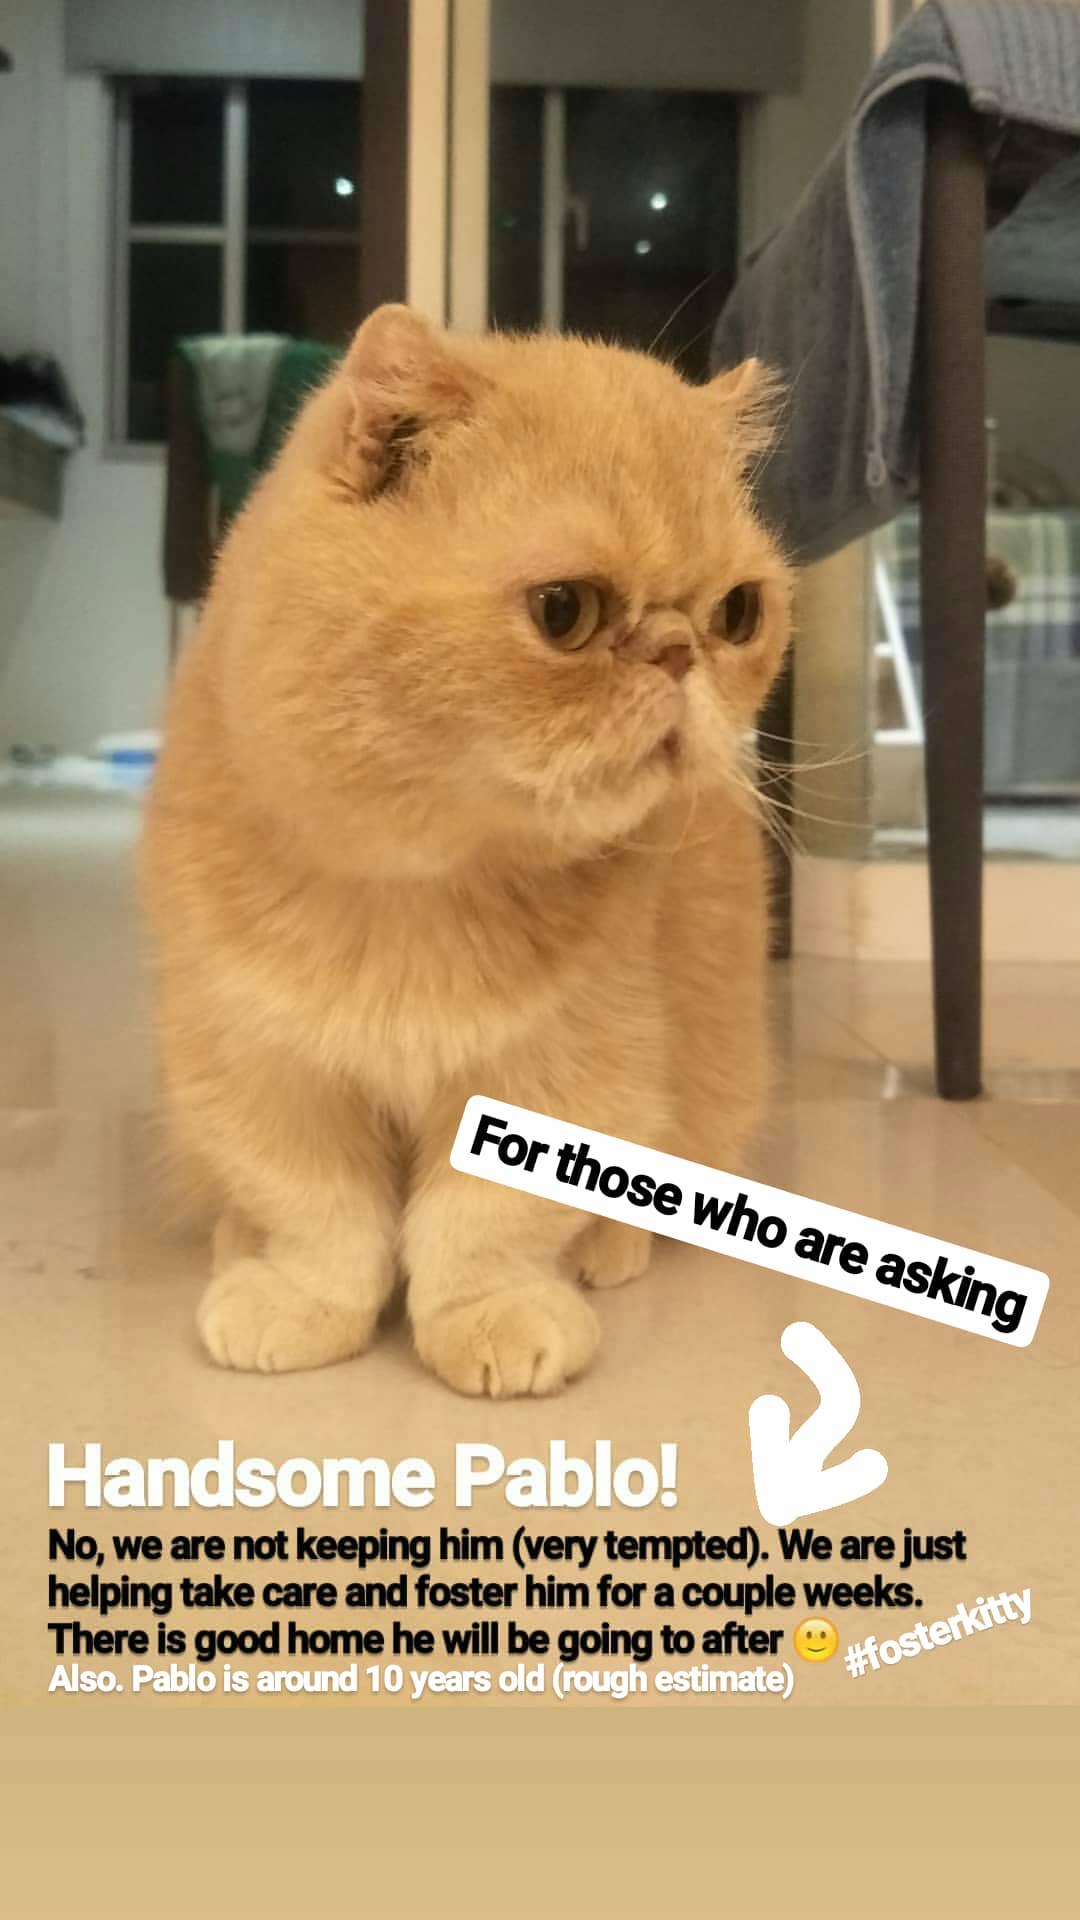 For those who are asking
Handsome Pablo!
No, we are not keeping him (very tempted). We are just
helping take care and foster him for a couple weeks.
There is good home he will be going to after 🙂
#fosterkitty
Also. Pablo is around 10 years old (rough estimate)